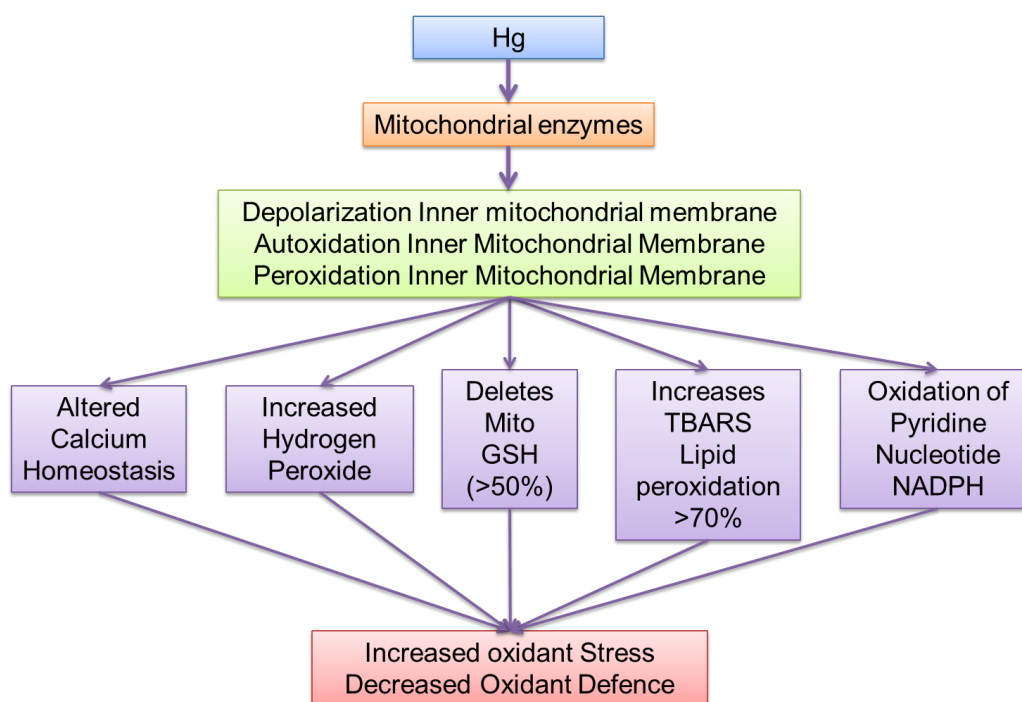 Hg
Mitochondrial enzymes
Depolarization Inner mitochondrial membrane
Autoxidation Inner Mitochondrial Membrane
Peroxidation Inner Mitochondrial Membrane
Altered
Calcium
Homeostasis
Increased
Hydrogen
Peroxide
Deletes
Mito
GSH
(>50%)
Increases
TBARS
Lipid
peroxidation
>70%
Oxidation of
Pyridine
Nucleotide
NADPH
Increased oxidant Stress
Decreased Oxidant Defence